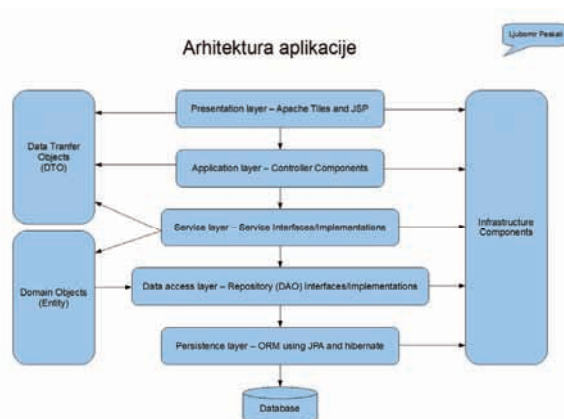 Arhitektura aplikacije
Ljubomir Peskali
Presentation layer – Apache Tiles and JSP
Data Tranfer
Objects
(DTO)
Application layer – Controller Components
Service layer – Service Interfaces/Implementations
Infrastructure
Components
Domain Objects
(Entity)
Data access layer – Repository (DAO) Interfaces/Implementations
Persistence layer – ORM using JPA and hibernate
Database